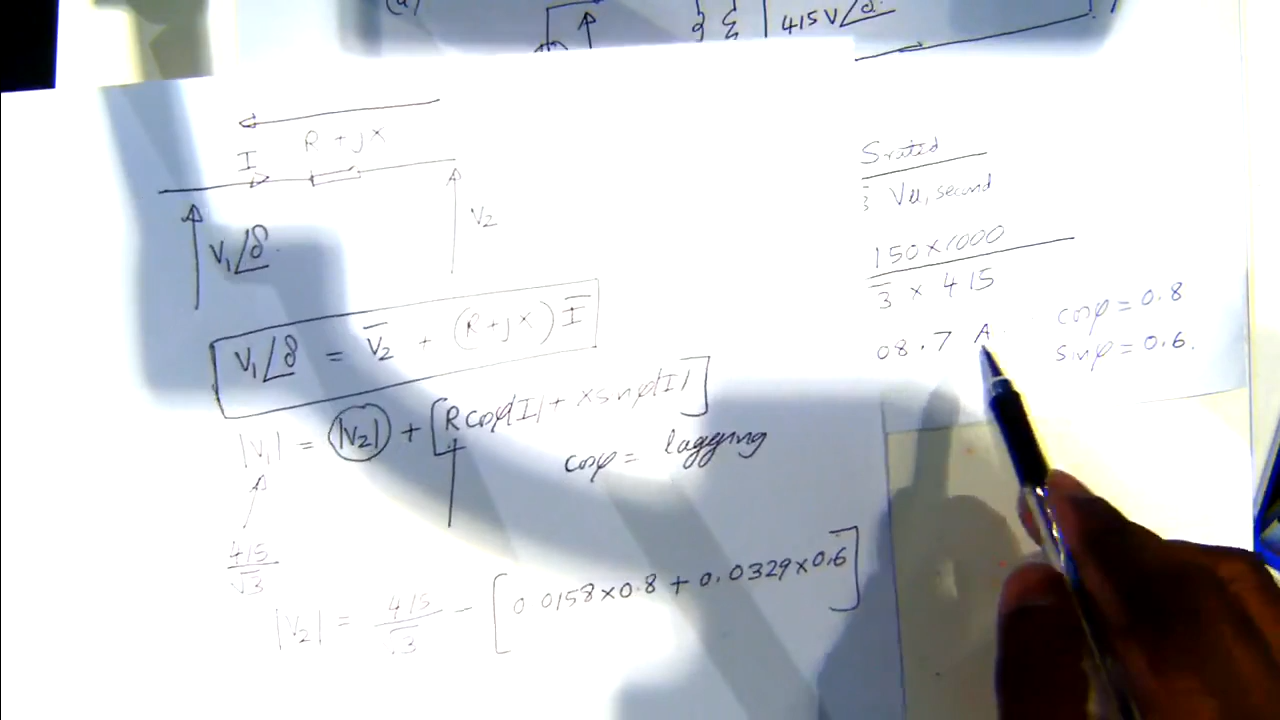 (a)
415V∠δ.
R + jX
I
V₁∠δ.
V₂
V₁∠δ = V̄₂ + (R+jX) Ī
|V₁| = |V₂| + [Rcosφ|I| + Xsinφ|I|]
cosφ = lagging
415
√3
|V₂| = 415/√3 - [0.0158×0.8 + 0.0329×0.6]
Srated
3 Vll, second
150×1000
3 × 415
08.7 A
cosφ = 0.8
sinφ = 0.6.